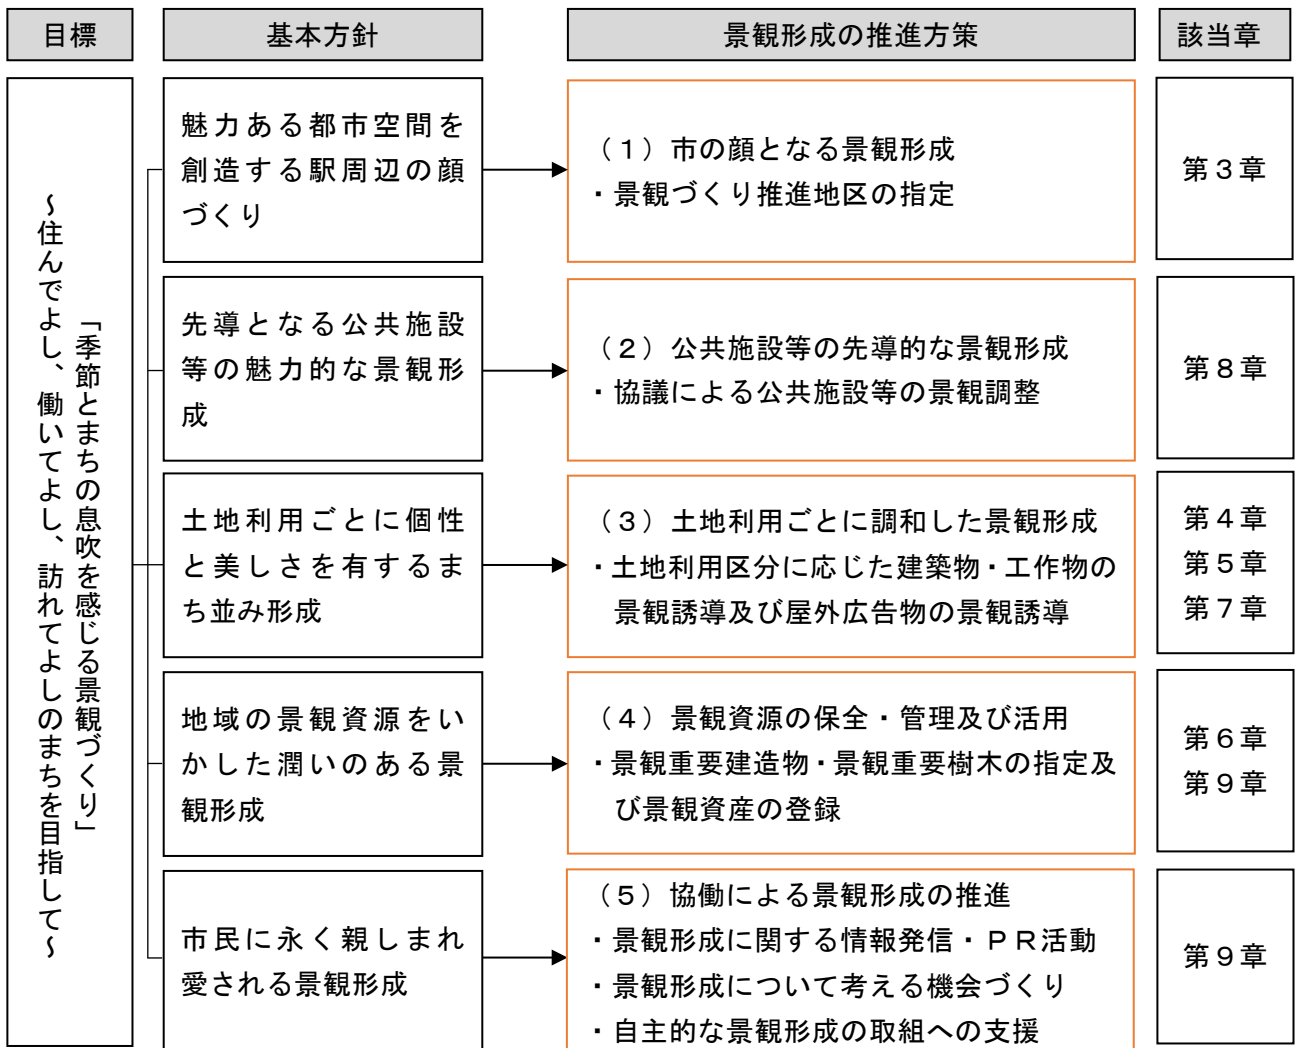 目標
基本方針
景観形成の推進方策
該当章
「季節とまちの息吹を感じる景観づくり」
～住んでよし、働いてよし、訪れてよしのまちを目指して～
魅力ある都市空間を
創造する駅周辺の顔
づくり
（１）市の顔となる景観形成
・景観づくり推進地区の指定
第３章
先導となる公共施設
等の魅力的な景観形
成
（２）公共施設等の先導的な景観形成
・協議による公共施設等の景観調整
第８章
土地利用ごとに個性
と美しさを有するま
ち並み形成
（３）土地利用ごとに調和した景観形成
・土地利用区分に応じた建築物・工作物の
景観誘導及び屋外広告物の景観誘導
第４章
第５章
第７章
地域の景観資源をい
かした潤いのある景
観形成
（４）景観資源の保全・管理及び活用
・景観重要建造物・景観重要樹木の指定及
び景観資産の登録
第６章
第９章
市民に永く親しまれ
愛される景観形成
（５）協働による景観形成の推進
・景観形成に関する情報発信・ＰＲ活動
・景観形成について考える機会づくり
・自主的な景観形成の取組への支援
第９章